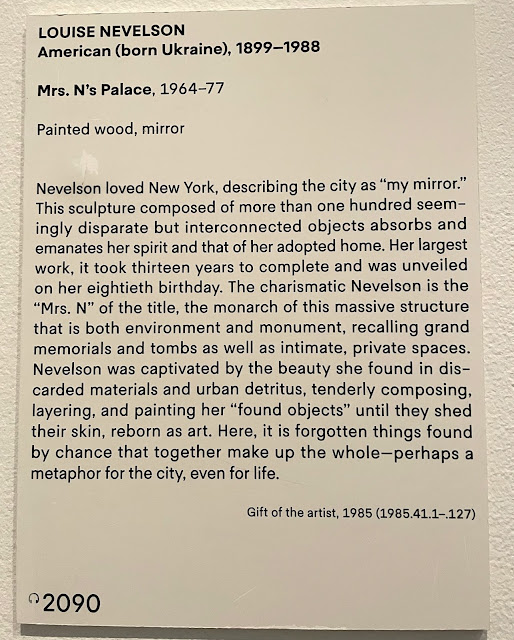 LOUISE NEVELSON
American (born Ukraine), 1899–1988
Mrs. N's Palace, 1964–77
Painted wood, mirror
Nevelson loved New York, describing the city as “my mirror.”
This sculpture composed of more than one hundred seem-
ingly disparate but interconnected objects absorbs and
emanates her spirit and that of her adopted home. Her largest
work, it took thirteen years to complete and was unveiled
on her eightieth birthday. The charismatic Nevelson is the
“Mrs. N” of the title, the monarch of this massive structure
that is both environment and monument, recalling grand
memorials and tombs as well as intimate, private spaces.
Nevelson was captivated by the beauty she found in dis-
carded materials and urban detritus, tenderly composing,
layering, and painting her “found objects” until they shed
their skin, reborn as art. Here, it is forgotten things found
by chance that together make up the whole—perhaps a
metaphor for the city, even for life.
Gift of the artist, 1985 (1985.41.1–.127)
2090